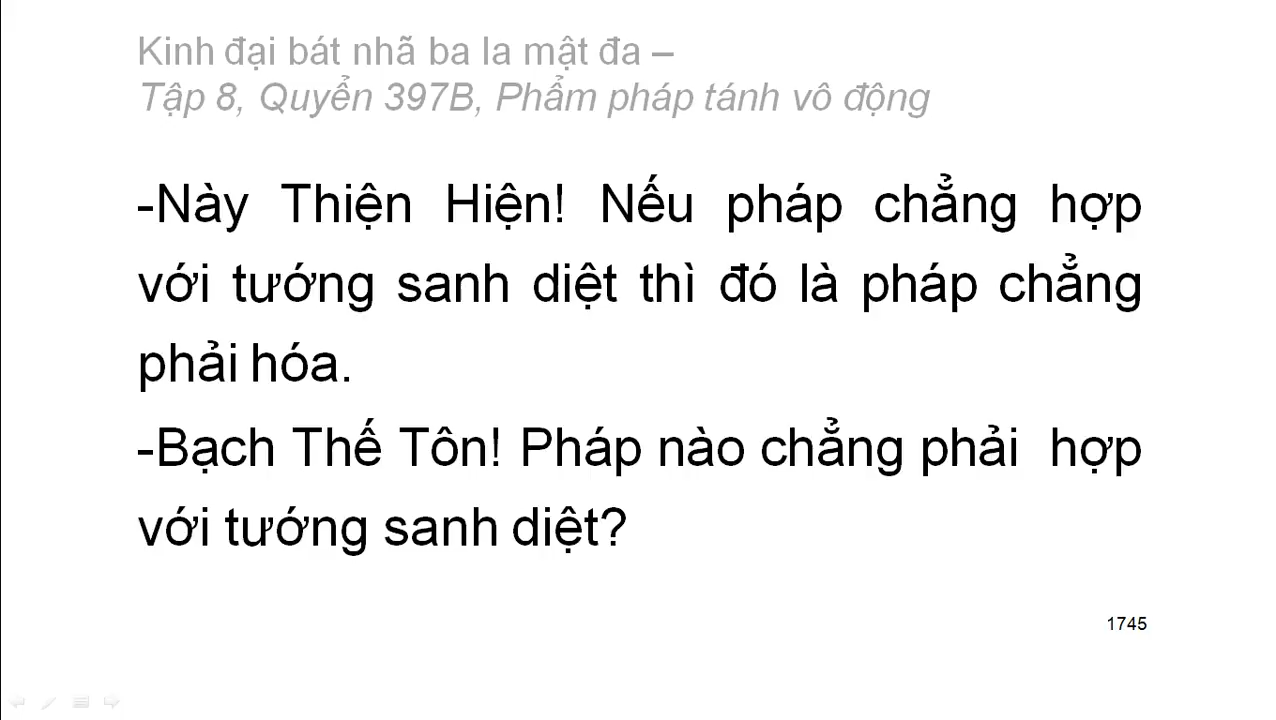 Kinh đại bát nhã ba la mật đa –
Tập 8, Quyển 397B, Phẩm pháp tánh vô động
-Này Thiện Hiện! Nếu pháp chẳng hợp
với tướng sanh diệt thì đó là pháp chẳng
phải hóa.
-Bạch Thế Tôn! Pháp nào chẳng phải hợp
với tướng sanh diệt?
1745